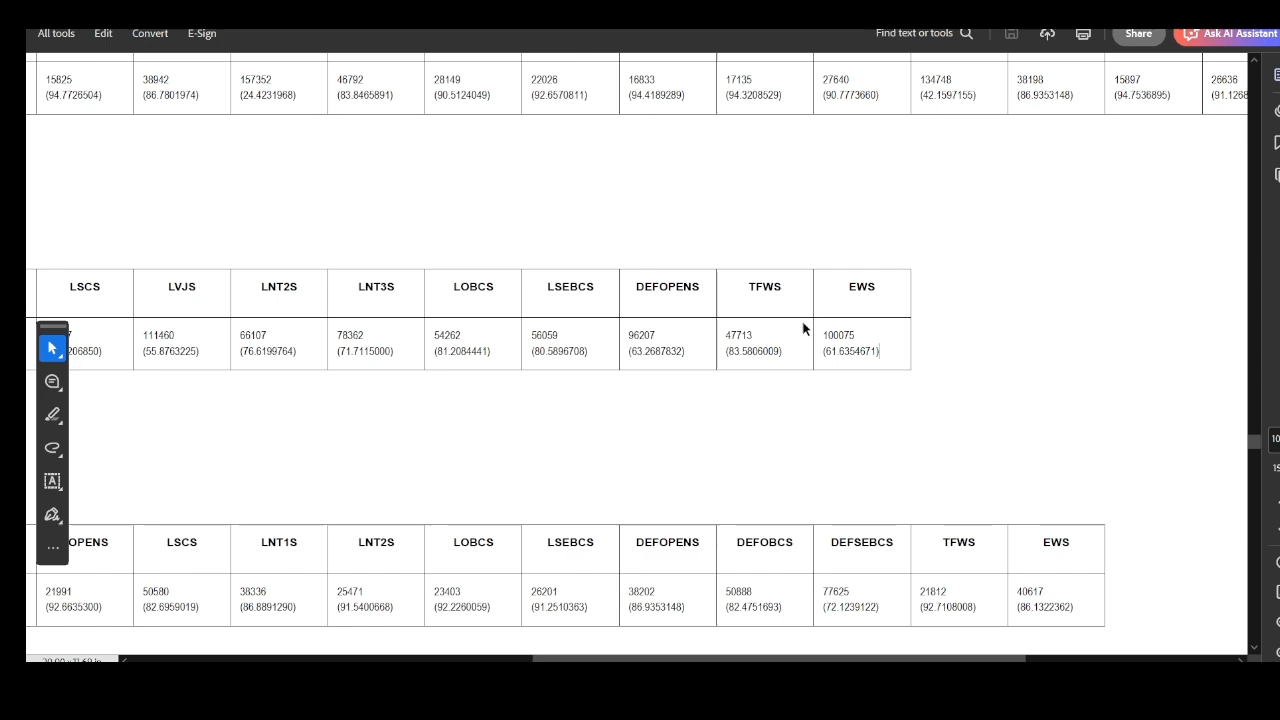 All tools Edit Convert E-Sign Find text or tools Share Ask AI Assistant
15825 38942 157352 46792 28149 22026 16833 17135 27640 134748 38198 15897 26636
(94.7726504) (86.7801974) (24.4231968) (83.8465891) (90.5124049) (92.6570811) (94.4189289) (94.3208529) (90.7773660) (42.1597155) (86.9353148) (94.7536895) (91.1268
LSCS LVJS LNT2S LNT3S LOBCS LSEBCS DEFOPENS TFWS EWS
7 111460 66107 78362 54262 56059 96207 47713 100075
206850) (55.8763225) (76.6199764) (71.7115000) (81.2084441) (80.5896708) (63.2687832) (83.5806009) (61.6354671)
OPENS LSCS LNT1S LNT2S LOBCS LSEBCS DEFOPENS DEFOBCS DEFSEBCS TFWS EWS
21991 50580 38336 25471 23403 26201 38202 50888 77625 21812 40617
(92.6635300) (82.6959019) (86.8891290) (91.5400668) (92.2260059) (91.2510363) (86.9353148) (82.4751693) (72.1239122) (92.7108008) (86.1322362)